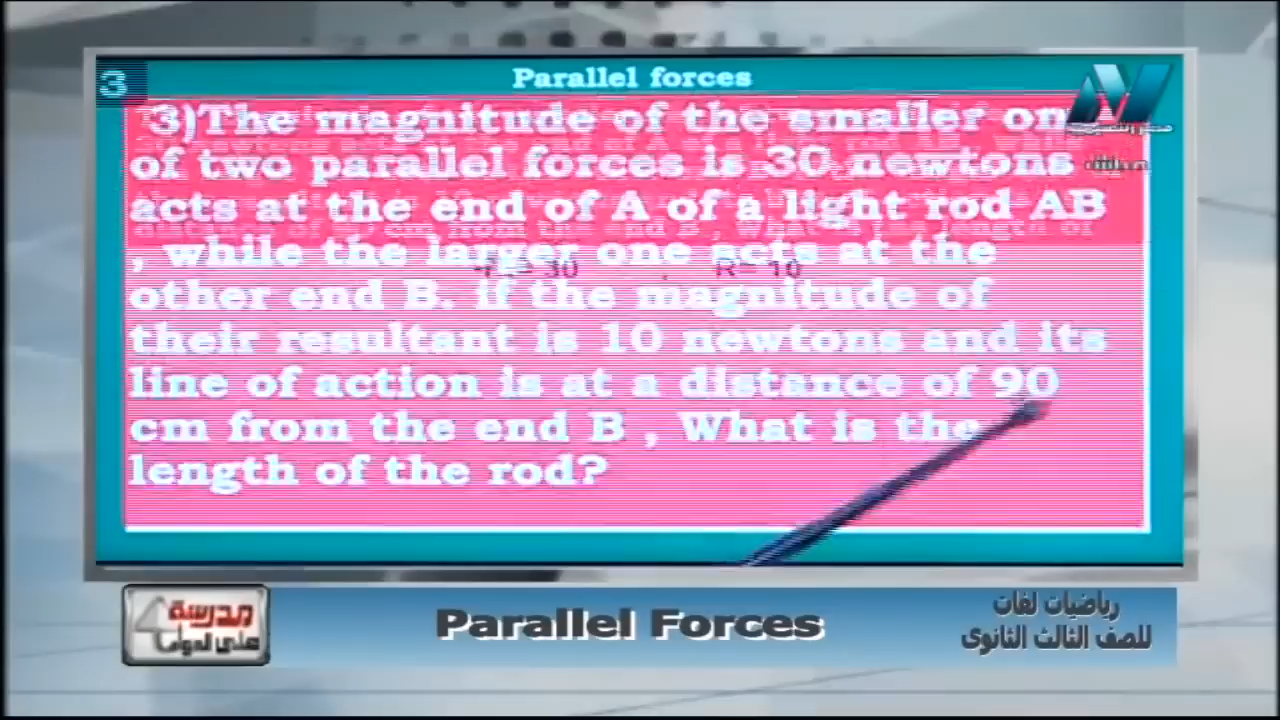 3
Parallel forces
3)The magnitude of the smaller on
of two parallel forces is 30 newtons
acts at the end of A of a light rod AB
, while the larger one acts at the
= 30 , R= 10
other end B. if the magnitude of
their resultant is 10 newtons and its
line of action is at a distance of 90
cm from the end B , What is the
length of the rod?
مدرسة
على الهواء
Parallel Forces
رياضيات لغات
للصف الثالث الثانوى